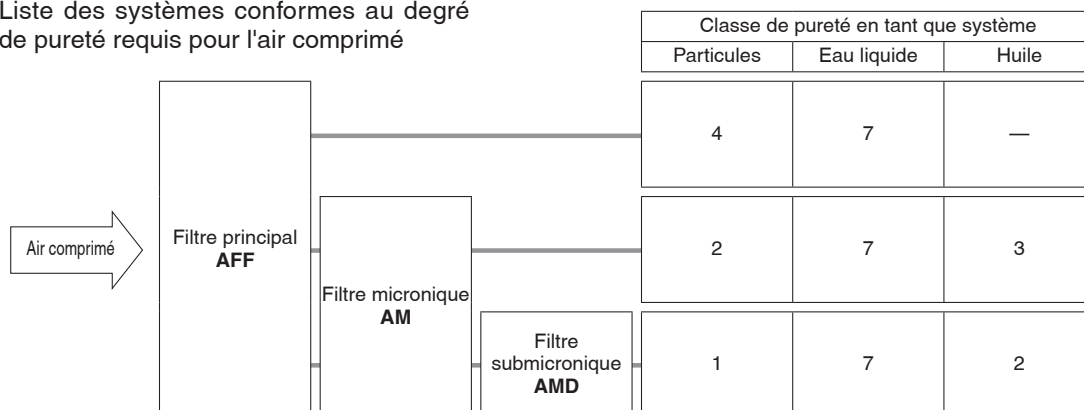 Liste des systèmes conformes au degré
de pureté requis pour l'air comprimé
Classe de pureté en tant que système
Particules Eau liquide Huile
4 7 —
Air comprimé
Filtre principal
AFF
2 7 3
Filtre micronique
AM
Filtre
submicronique
AMD
1 7 2